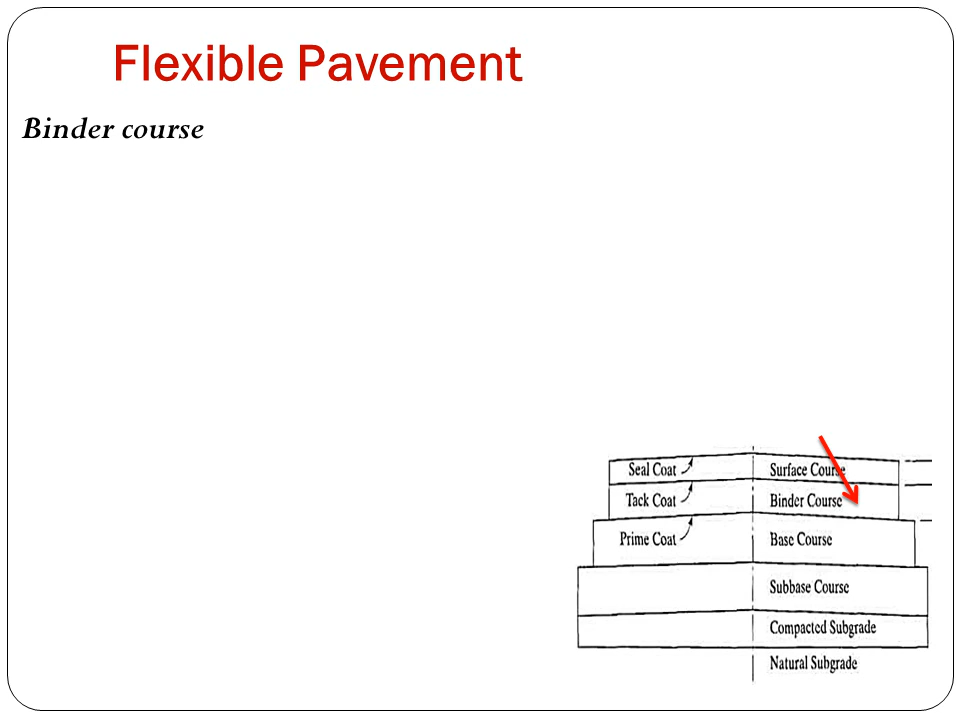 Flexible Pavement
Binder course
Seal Coat Surface Course
Tack Coat Binder Course
Prime Coat Base Course
Subbase Course
Compacted Subgrade
Natural Subgrade